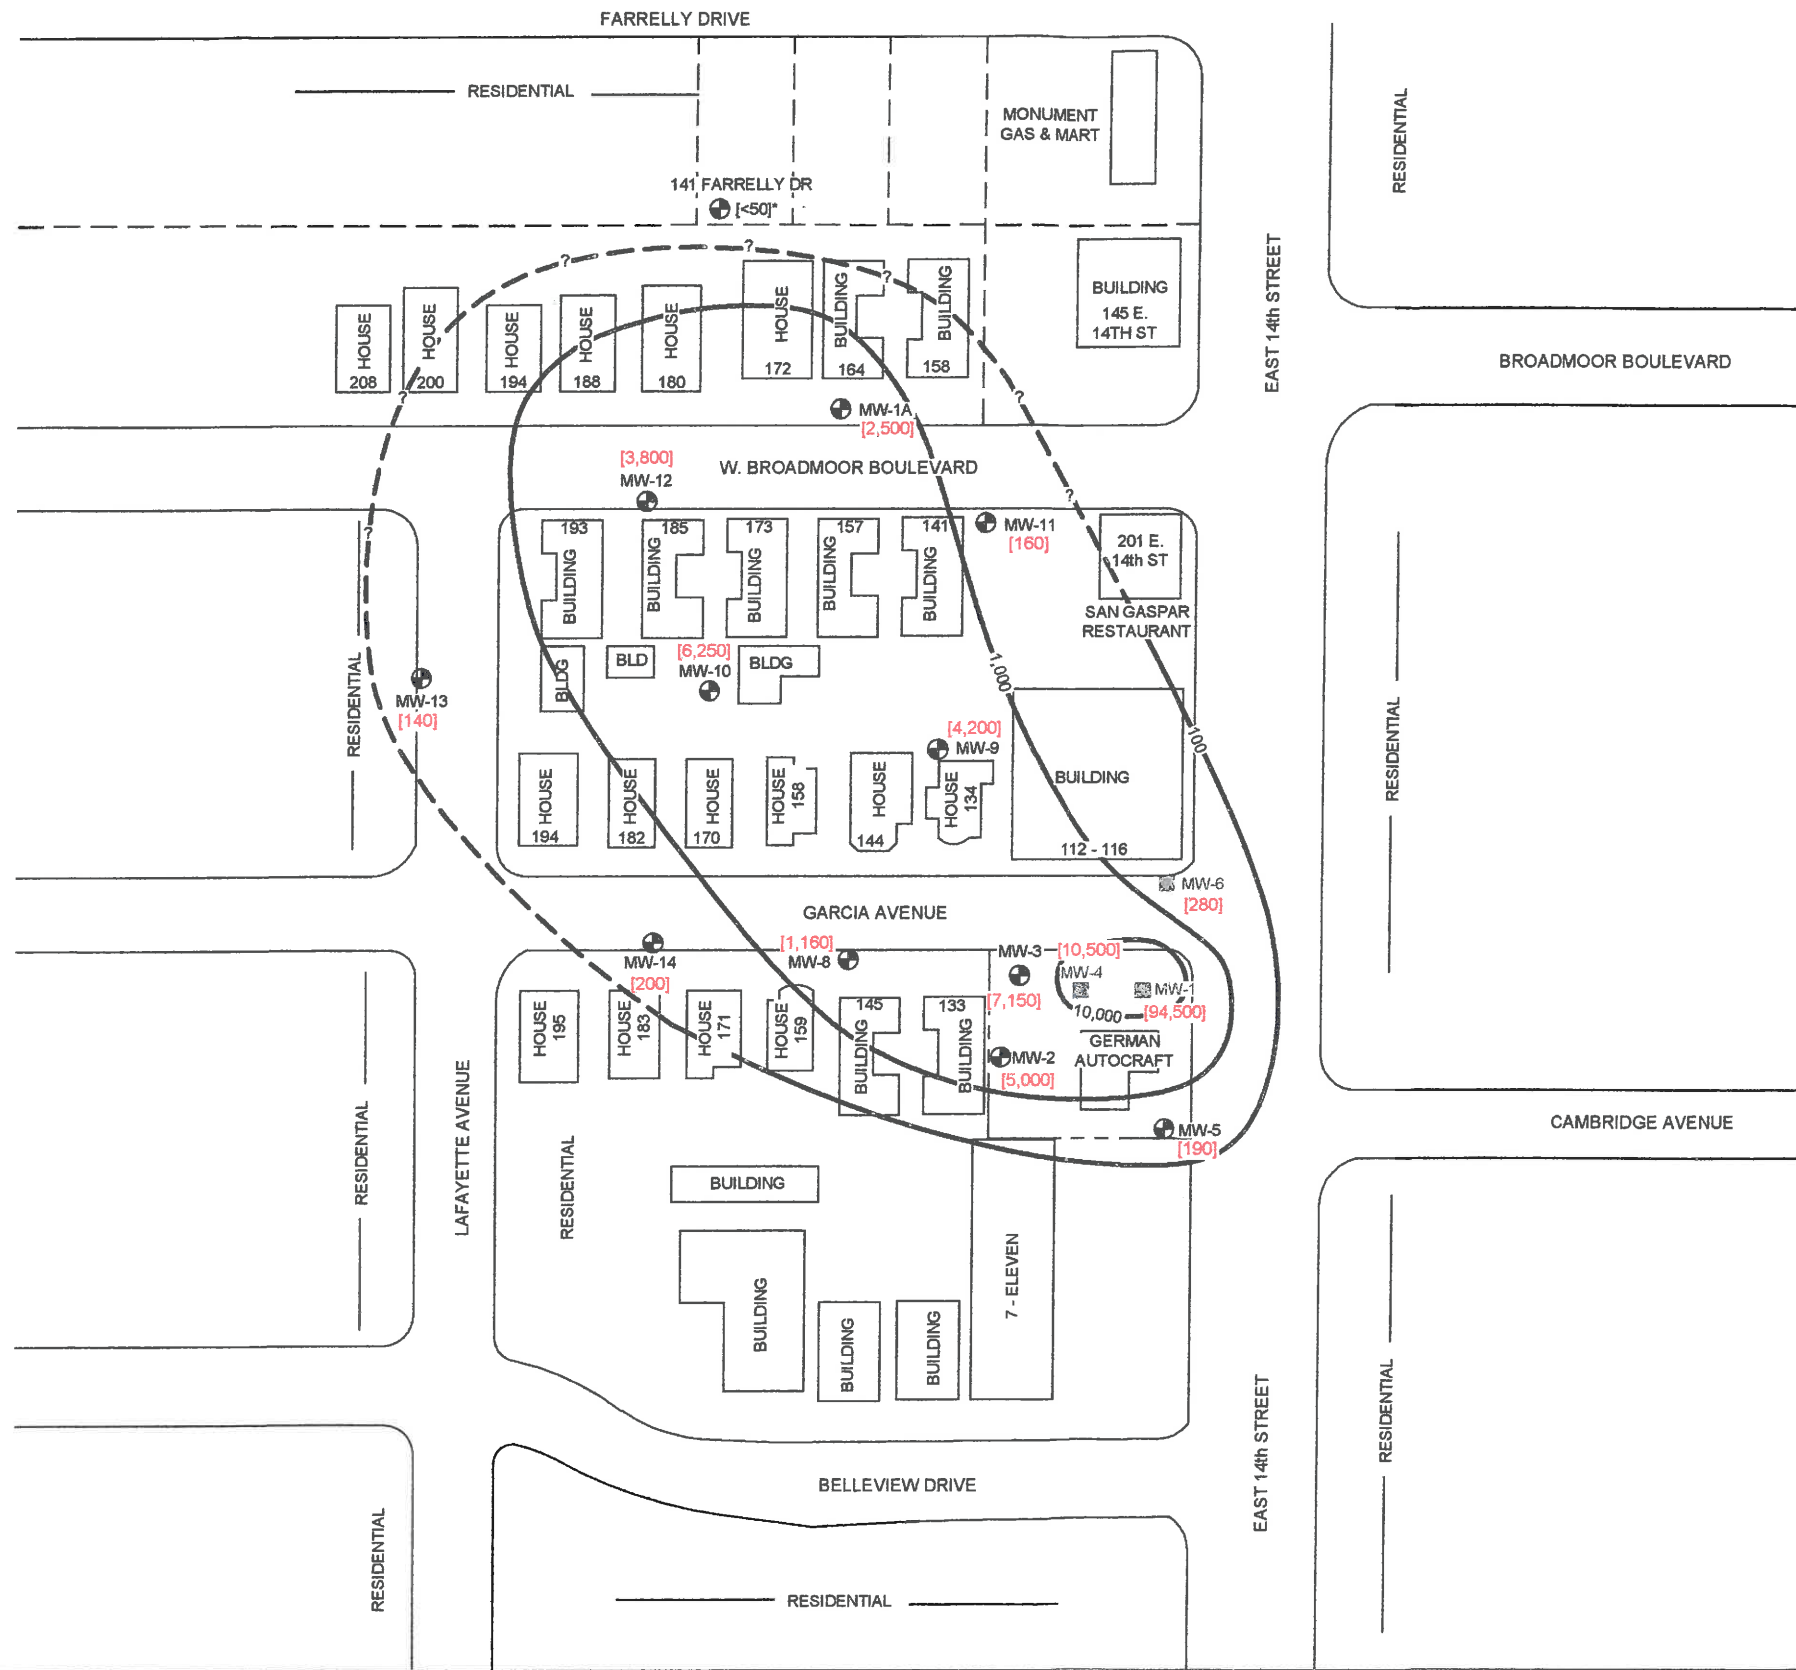 FARRELLY DRIVE
RESIDENTIAL
MONUMENT
GAS & MART
RESIDENTIAL
141 FARRELLY DR
[<50]*
?
?
?
?
?
?
?
EAST 14th STREET
BUILDING
145 E.
14TH ST
HOUSE
208
HOUSE
200
HOUSE
194
HOUSE
188
HOUSE
180
HOUSE
172
BUILDING
164
BUILDING
158
BROADMOOR BOULEVARD
MW-1A
[2,500]
[3,800]
MW-12
W. BROADMOOR BOULEVARD
193
BUILDING
185
BUILDING
173
BUILDING
157
BUILDING
141
BUILDING
MW-11
[160]
201 E.
14th ST
SAN GASPAR
RESTAURANT
RESIDENTIAL
MW-13
[140]
BLDG
BLD
[6,250]
MW-10
BLDG
1,000
100
[4,200]
MW-9
RESIDENTIAL
HOUSE
194
HOUSE
182
HOUSE
170
HOUSE
158
HOUSE
144
HOUSE
134
BUILDING
112 - 116
MW-6
[280]
GARCIA AVENUE
MW-14
[200]
[1,160]
MW-8
MW-3
[10,500]
MW-4
[7,150]
MW-1
10,000
[94,500]
HOUSE
195
HOUSE
183
HOUSE
171
HOUSE
159
145
BUILDING
133
BUILDING
MW-2
[5,000]
GERMAN
AUTOCRAFT
MW-5
[190]
CAMBRIDGE AVENUE
RESIDENTIAL
LAFAYETTE AVENUE
RESIDENTIAL
BUILDING
BUILDING
BUILDING
BUILDING
7 - ELEVEN
EAST 14th STREET
RESIDENTIAL
BELLEVIEW DRIVE
RESIDENTIAL
RESIDENTIAL